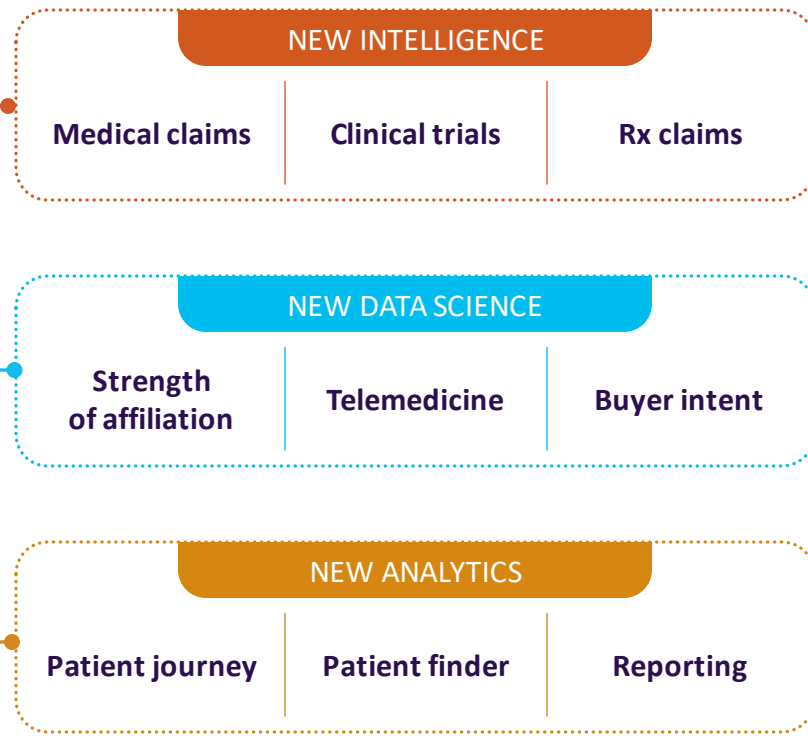 NEW INTELLIGENCE
Medical claims
Clinical trials
Rx claims
NEW DATA SCIENCE
Strength
of affiliation
Telemedicine
Buyer intent
NEW ANALYTICS
Patient journey
Patient finder
Reporting